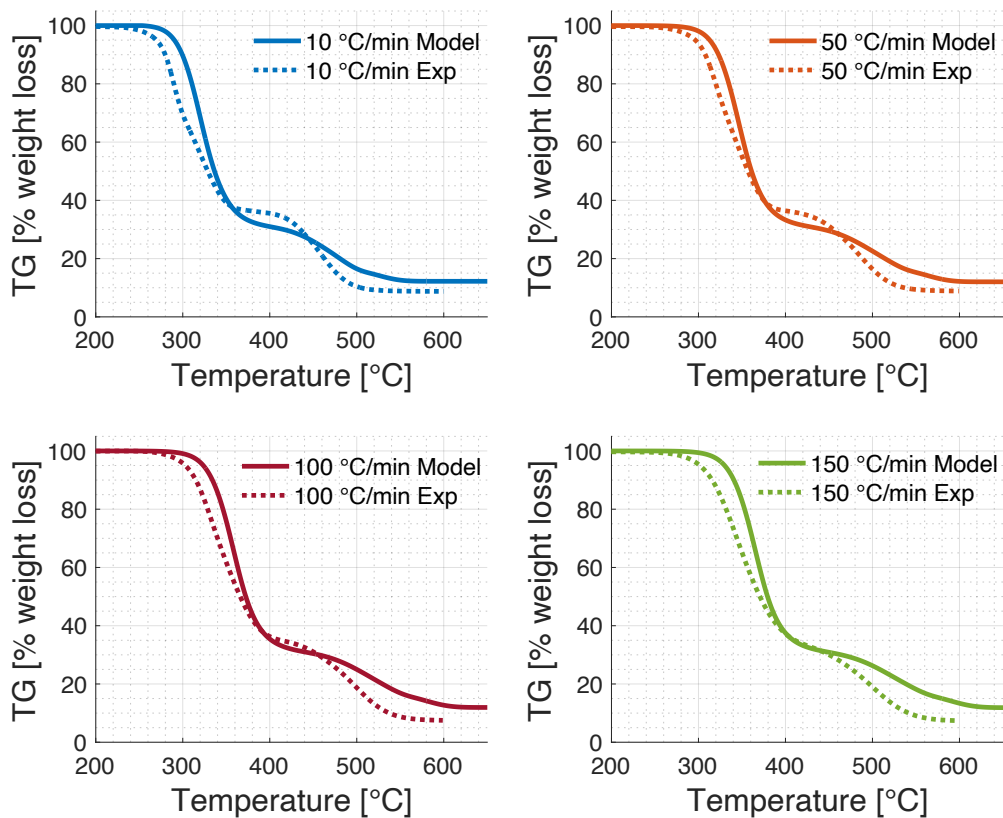 TG [% weight loss]
100
80
60
40
20
0
10 °C/min Model
10 °C/min Exp
200 300 400 500 600
Temperature [°C]
TG [% weight loss]
100
80
60
40
20
0
50 °C/min Model
50 °C/min Exp
200 300 400 500 600
Temperature [°C]
TG [% weight loss]
100
80
60
40
20
0
100 °C/min Model
100 °C/min Exp
200 300 400 500 600
Temperature [°C]
TG [% weight loss]
100
80
60
40
20
0
150 °C/min Model
150 °C/min Exp
200 300 400 500 600
Temperature [°C]